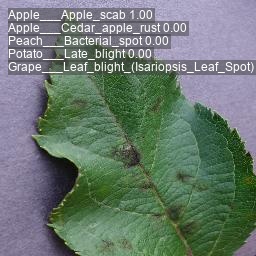 Apple___Apple_scab 1.00
Apple___Cedar_apple_rust 0.00
Peach___Bacterial_spot 0.00
Potato___Late_blight 0.00
Grape___Leaf_blight_(Isariopsis_Leaf_Spot)